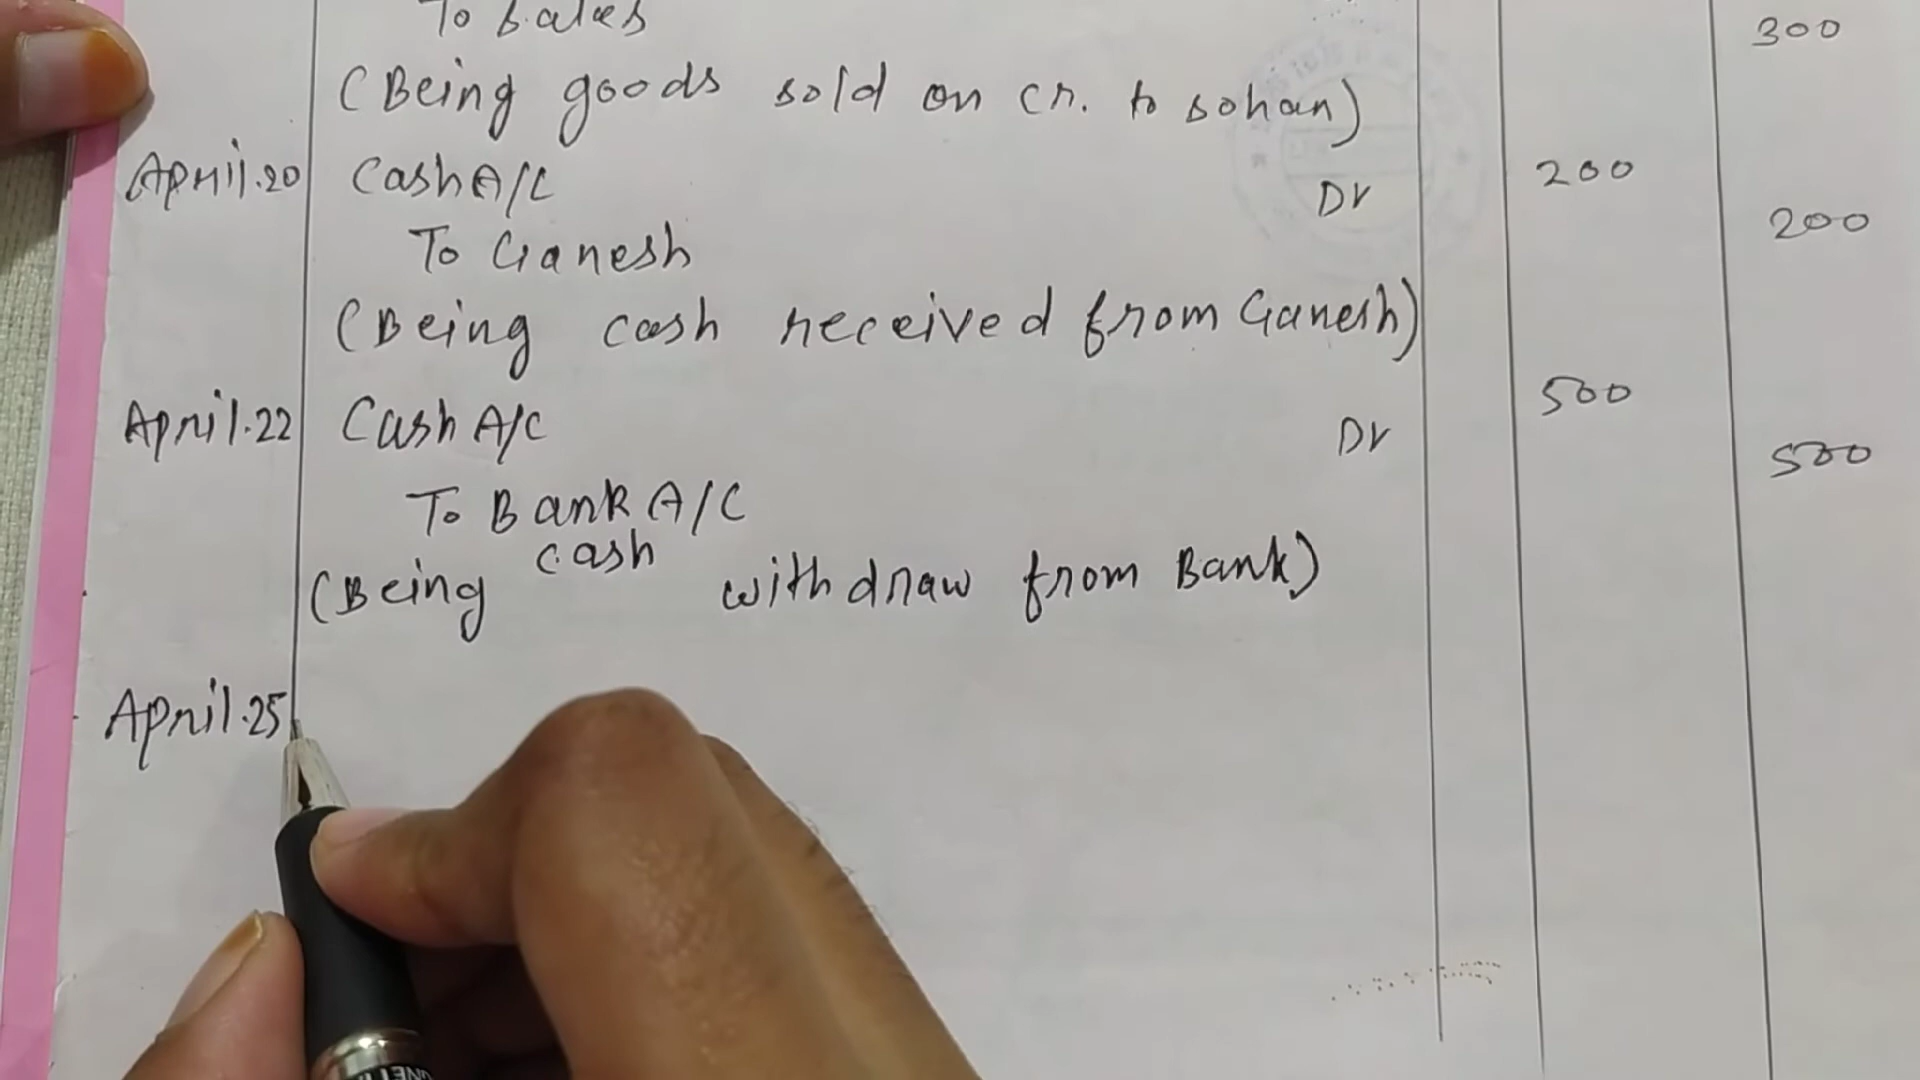 To Sales 300
(Being goods sold on cr. to sohan)
April.20 Cash A/C Dr 200
To Ganesh 200
(Being cash received from Ganesh)
April.22 Cash A/C Dr 500
To Bank A/C 500
(Being cash withdraw from Bank)
April.25